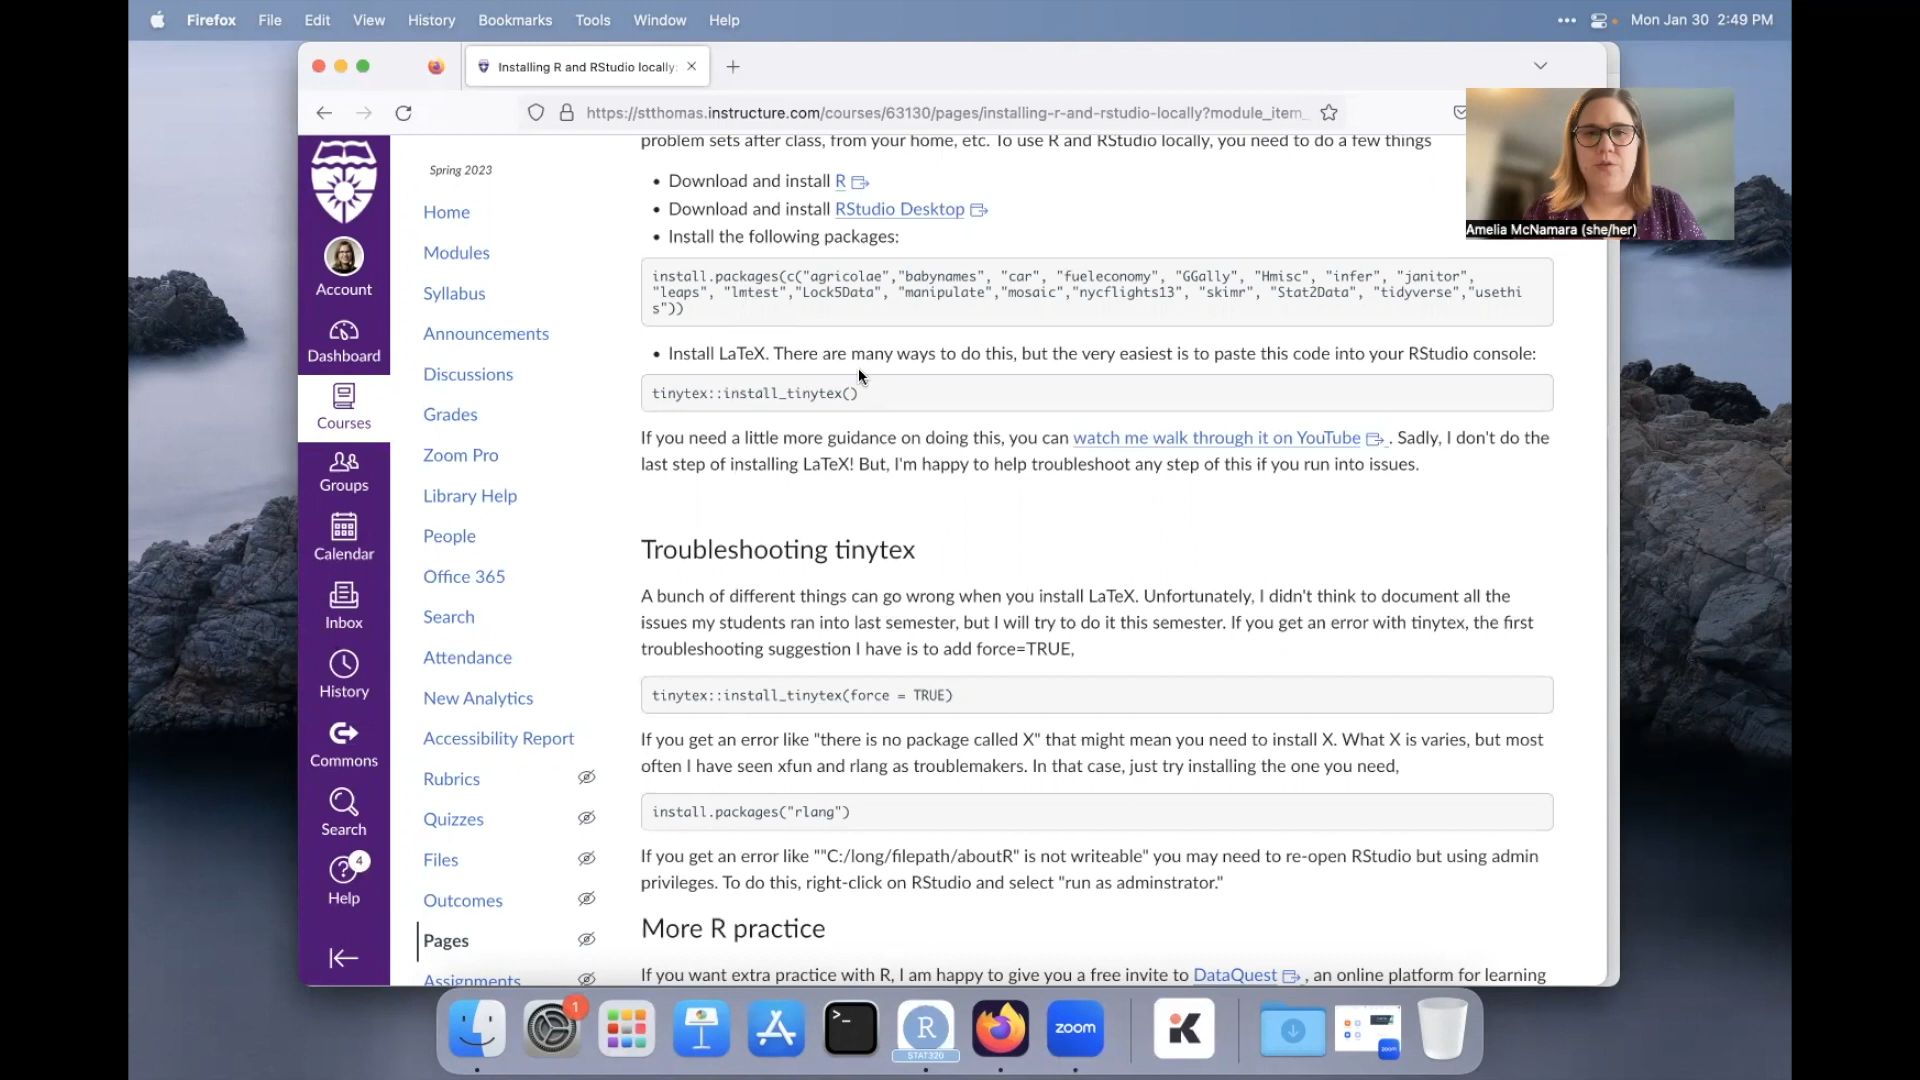 Firefox File Edit View History Bookmarks Tools Window Help
Mon Jan 30 2:49 PM
Installing R and RStudio locally:
https://stthomas.instructure.com/courses/63130/pages/installing-r-and-rstudio-locally?module_item_
Amelia McNamara (she/her)
Account
Dashboard
Courses
Groups
Calendar
Inbox
History
Commons
Search
4
Help
Spring 2023
Home
Modules
Syllabus
Announcements
Discussions
Grades
Zoom Pro
Library Help
People
Office 365
Search
Attendance
New Analytics
Accessibility Report
Rubrics
Quizzes
Files
Outcomes
Pages
Assignments
problem sets after class, from your home, etc. To use R and RStudio locally, you need to do a few things
• Download and install R
• Download and install RStudio Desktop
• Install the following packages:
install.packages(c("agricolae","babynames", "car", "fueleconomy", "GGally", "Hmisc", "infer", "janitor",
"leaps", "lmtest","Lock5Data", "manipulate","mosaic","nycflights13", "skimr", "Stat2Data", "tidyverse","usethi
s"))
• Install LaTeX. There are many ways to do this, but the very easiest is to paste this code into your RStudio console:
tinytex::install_tinytex()
If you need a little more guidance on doing this, you can watch me walk through it on YouTube . Sadly, I don't do the
last step of installing LaTeX! But, I'm happy to help troubleshoot any step of this if you run into issues.
Troubleshooting tinytex
A bunch of different things can go wrong when you install LaTeX. Unfortunately, I didn't think to document all the
issues my students ran into last semester, but I will try to do it this semester. If you get an error with tinytex, the first
troubleshooting suggestion I have is to add force=TRUE,
tinytex::install_tinytex(force = TRUE)
If you get an error like "there is no package called X" that might mean you need to install X. What X is varies, but most
often I have seen xfun and rlang as troublemakers. In that case, just try installing the one you need,
install.packages("rlang")
If you get an error like ""C:/long/filepath/aboutR" is not writeable" you may need to re-open RStudio but using admin
privileges. To do this, right-click on RStudio and select "run as adminstrator."
More R practice
If you want extra practice with R, I am happy to give you a free invite to DataQuest , an online platform for learning
1
>_
R
STAT320
zoom
K
zoom